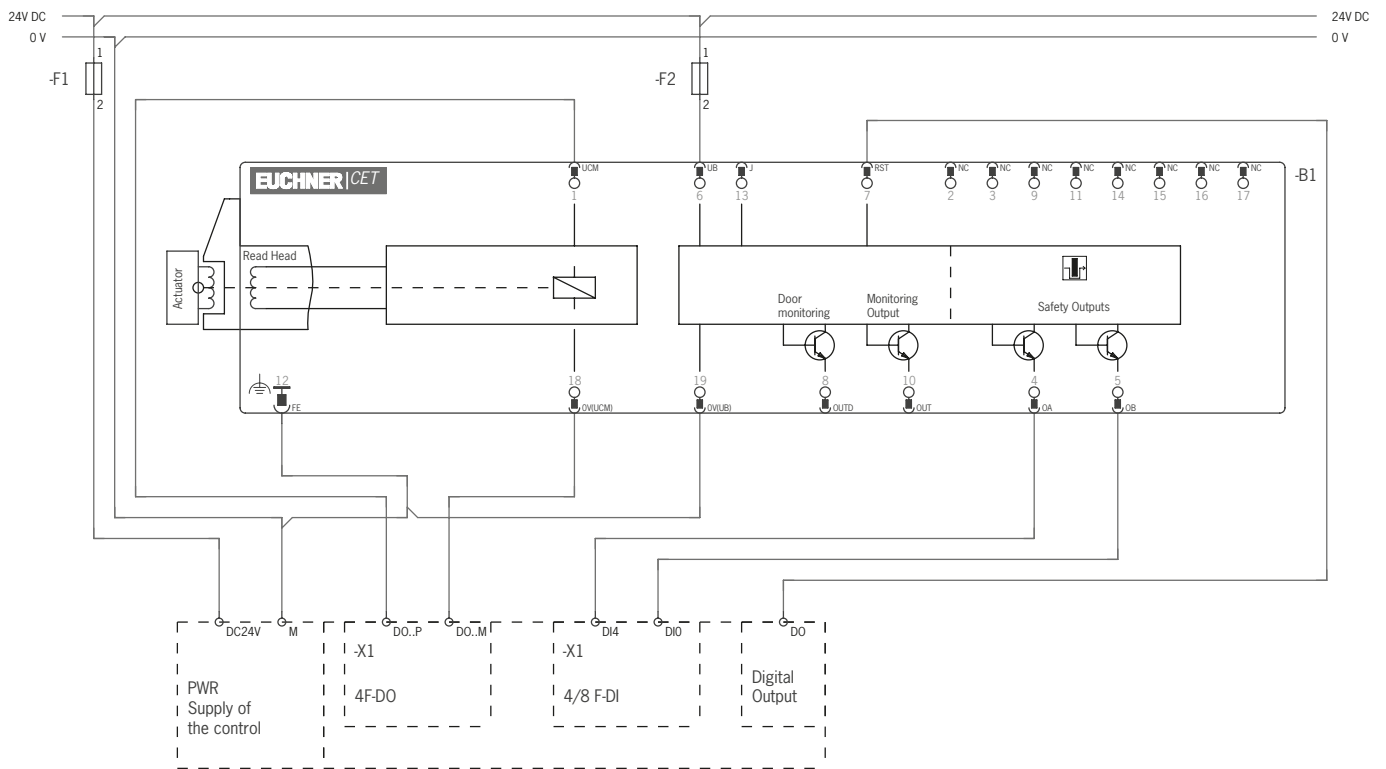 24V DC
24V DC
0 V
0 V
1
1
-F1
-F2
2
2
EUCHNER CET
UCM
UB
J
RST
NC
NC
NC
NC
NC
NC
NC
NC
-B1
1
6
13
7
2
3
9
11
14
15
16
17
Actuator
Read Head
Door
monitoring
Monitoring
Output
Safety Outputs
12
18
19
8
10
4
5
FE
0V(UCM)
0V(UB)
OUTD
OUT
OA
OB
DC24V
M
DO..P
DO..M
DI4
DI0
DO
-X1
-X1
PWR
Supply of
the control
4F-DO
4/8 F-DI
Digital
Output